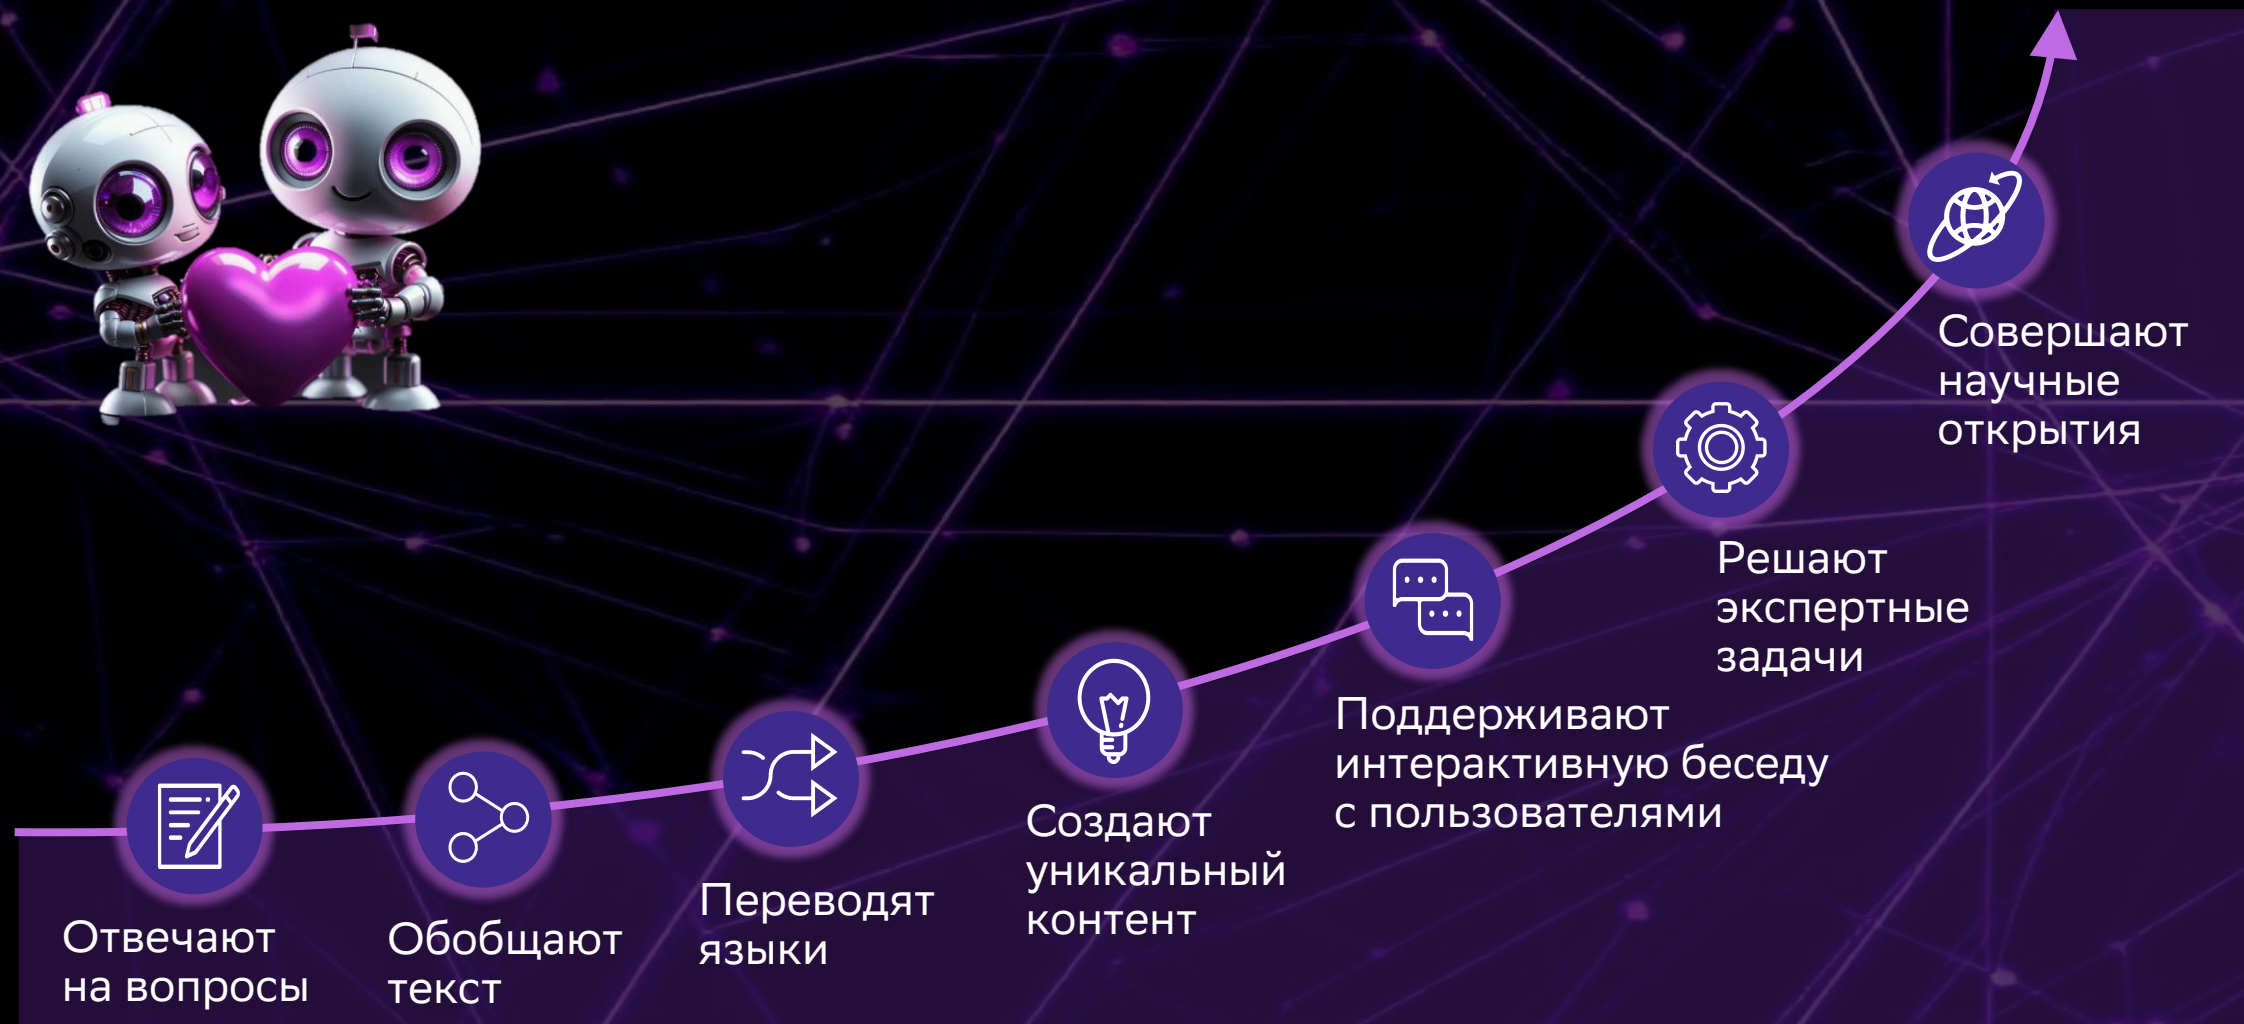 Отвечают
на вопросы
Обобщают
текст
Переводят
языки
Создают
уникальный
контент
Поддерживают
интерактивную беседу
с пользователями
Решают
экспертные
задачи
Совершают
научные
открытия